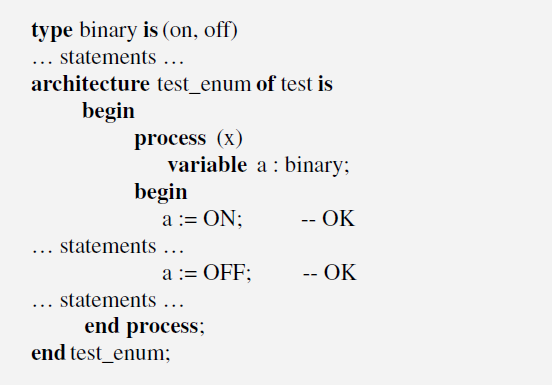 type binary is (on, off)
… statements …
architecture test_enum of test is
begin
process (x)
variable a : binary;
begin
a := ON; -- OK
… statements …
a := OFF; -- OK
… statements …
end process;
end test_enum;